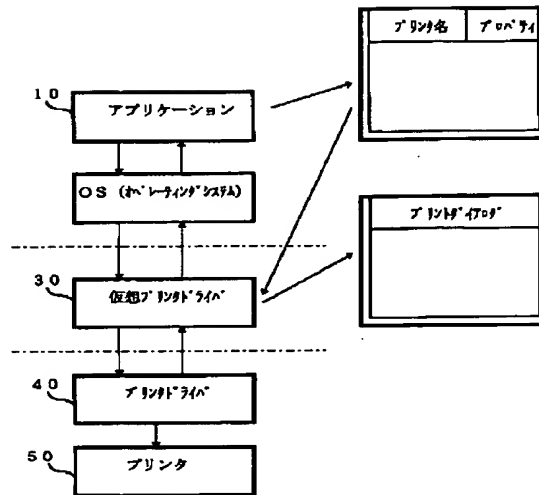 プリンタ名 プロパティ
10
アプリケーション
OS (オペレーティングシステム)
プリントダイアログ
30
仮想プリンタドライバ
40
プリンタドライバ
50
プリンタ